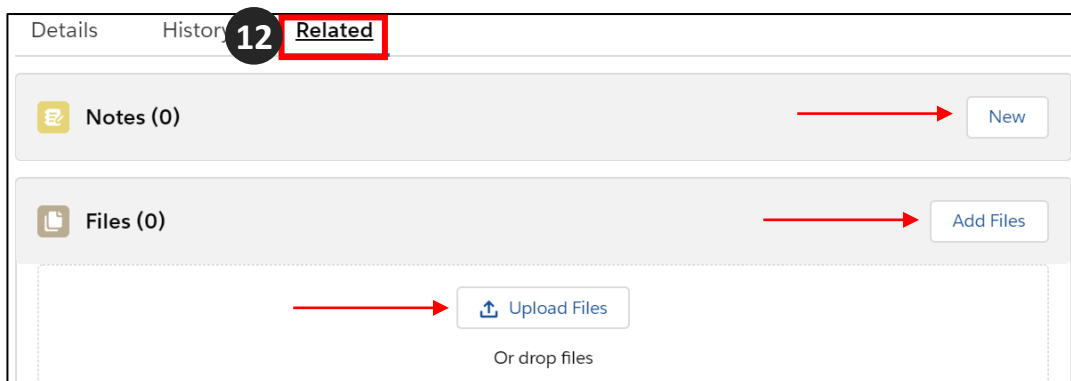 Details History 12 Related
Notes (0) New
Files (0) Add Files
Upload Files
Or drop files